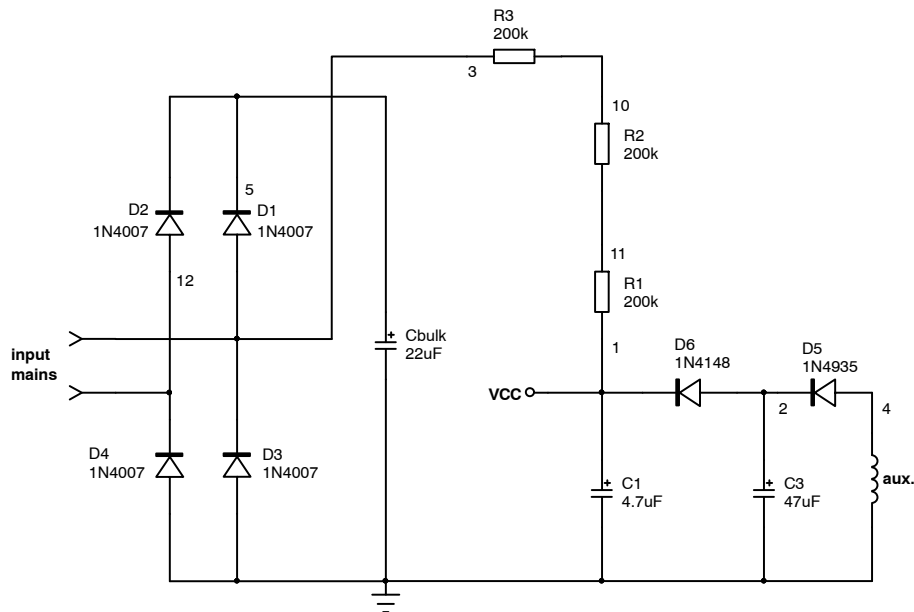 R3
200k
3
10
R2
200k
5
D2
1N4007
D1
1N4007
11
12
R1
200k
input
mains
Cbulk
22uF
1
D6
1N4148
D5
1N4935
VCC
2
4
D4
1N4007
D3
1N4007
C1
4.7uF
C3
47uF
aux.